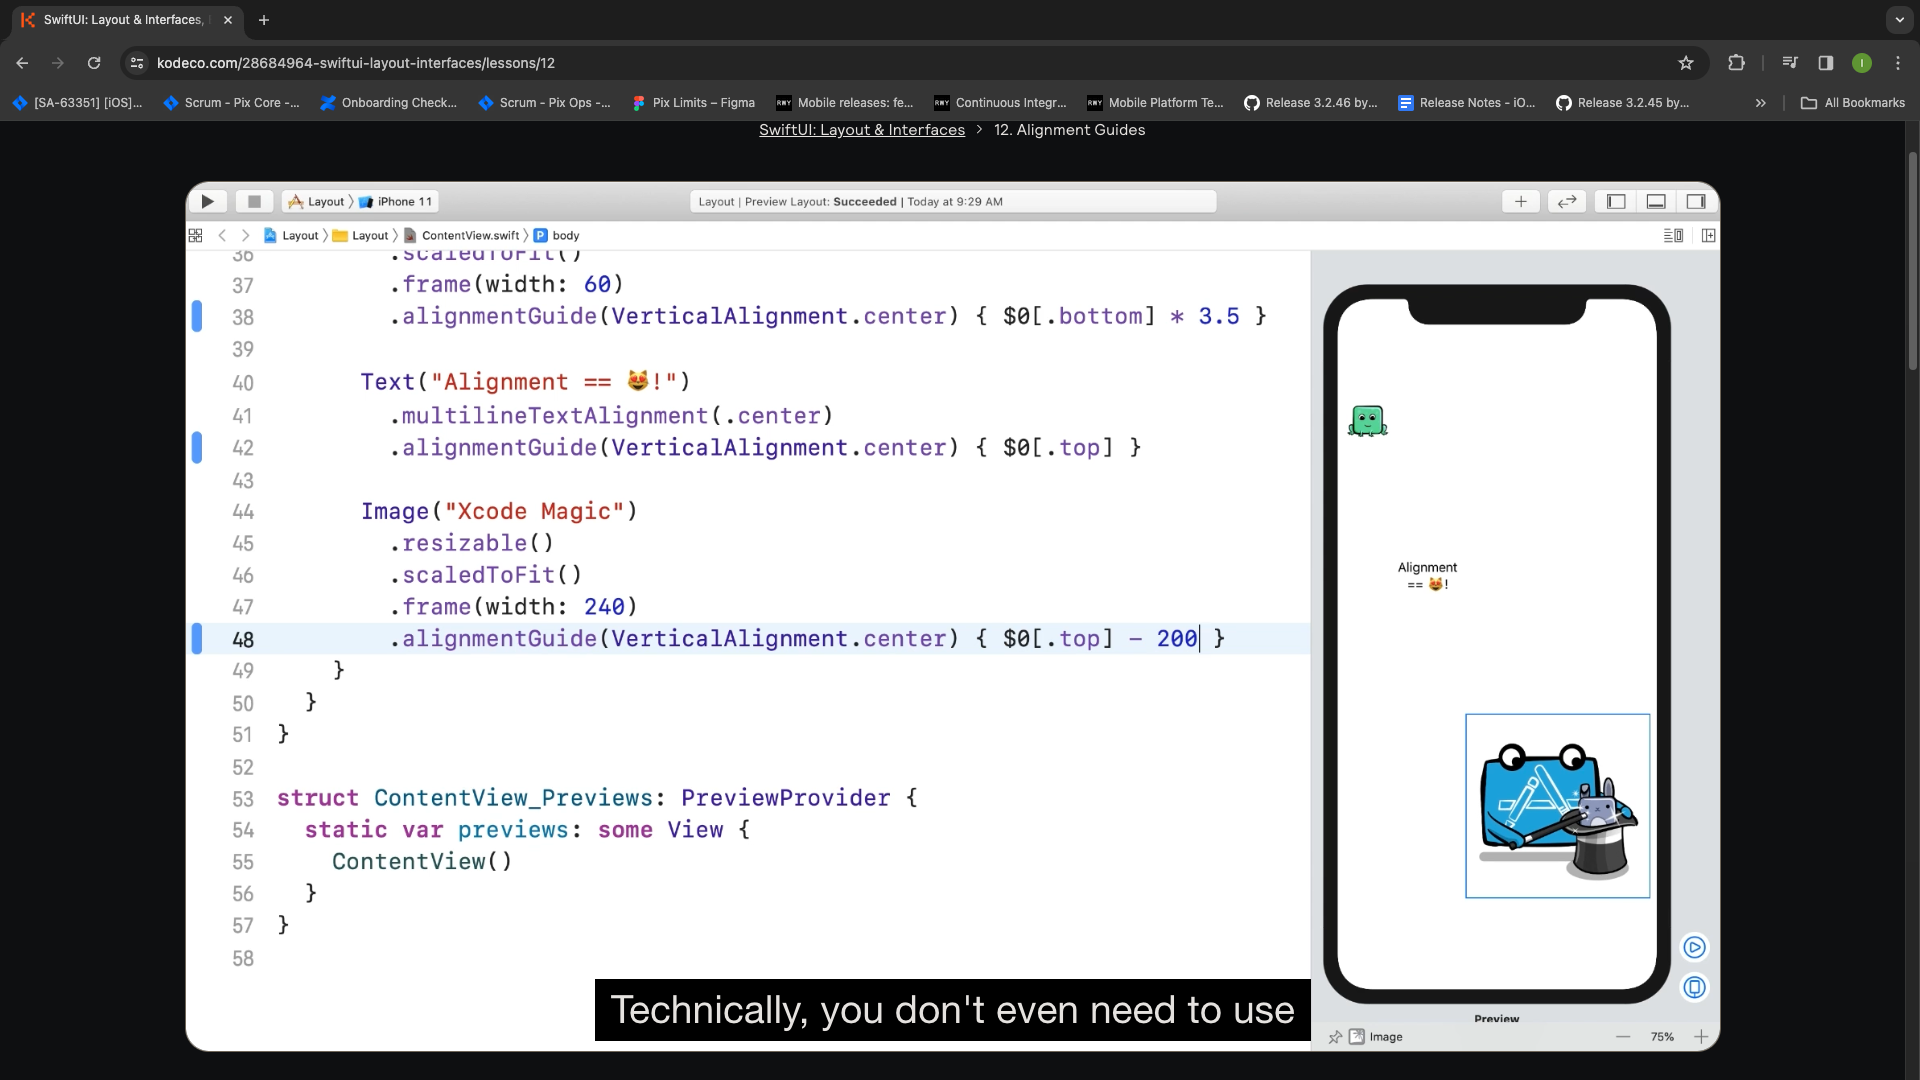 SwiftUI: Layout & Interfaces,
kodeco.com/28684964-swiftui-layout-interfaces/lessons/12
[SA-63351] [iOS]...
Scrum - Pix Core -...
Onboarding Check...
Scrum - Pix Ops -...
Pix Limits – Figma
RWY Mobile releases: fe...
RWY Continuous Integr...
RWY Mobile Platform Te...
Release 3.2.46 by...
Release Notes - iO...
Release 3.2.45 by...
»
All Bookmarks
SwiftUI: Layout & Interfaces > 12. Alignment Guides
Layout > iPhone 11
Layout | Preview Layout: Succeeded | Today at 9:29 AM
Layout > Layout > ContentView.swift > P body
36 .scaledToFit()
37 .frame(width: 60)
38 .alignmentGuide(VerticalAlignment.center) { $0[.bottom] * 3.5 }
39
40 Text("Alignment == 😻!")
41 .multilineTextAlignment(.center)
42 .alignmentGuide(VerticalAlignment.center) { $0[.top] }
43
44 Image("Xcode Magic")
45 .resizable()
46 .scaledToFit()
47 .frame(width: 240)
48 .alignmentGuide(VerticalAlignment.center) { $0[.top] - 200 }
49 }
50 }
51 }
52
53 struct ContentView_Previews: PreviewProvider {
54 static var previews: some View {
55 ContentView()
56 }
57 }
58
Alignment
== 😻!
Technically, you don't even need to use
Preview
Image
75%